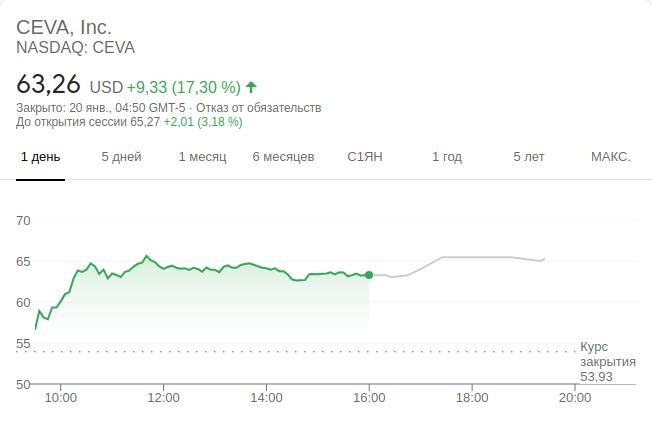 CEVA, Inc.
NASDAQ: CEVA
63,26 USD +9,33 (17,30 %)
Закрыто: 20 янв., 04:50 GMT-5 · Отказ от обязательств
До открытия сессии 65,27 +2,01 (3,18 %)
1 день 5 дней 1 месяц 6 месяцев С1ЯН 1 год 5 лет МАКС.
70
65
60
55
Курс
закрытия
53,93
50
10:00 12:00 14:00 16:00 18:00 20:00